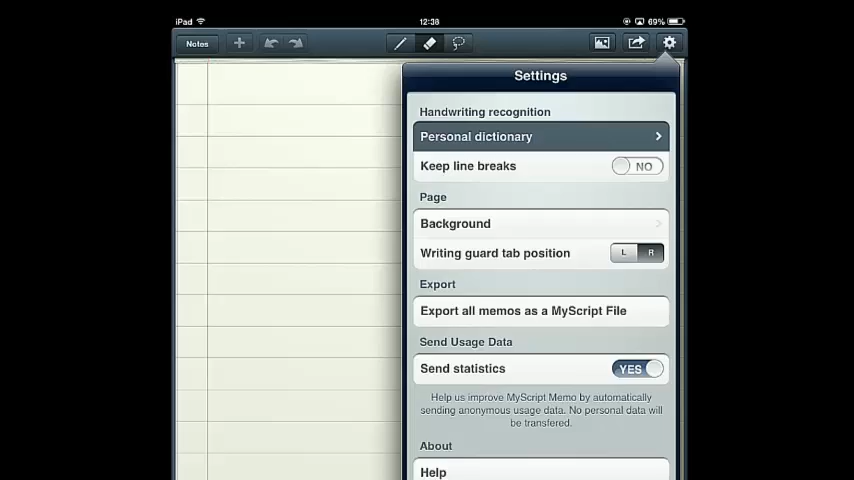 iPad 12:38 69%
Notes
Settings
Handwriting recognition
Personal dictionary
Keep line breaks NO
Page
Background
Writing guard tab position L R
Export
Export all memos as a MyScript File
Send Usage Data
Send statistics YES
Help us improve MyScript Memo by automatically
sending anonymous usage data. No personal data will
be transfered.
About
Help